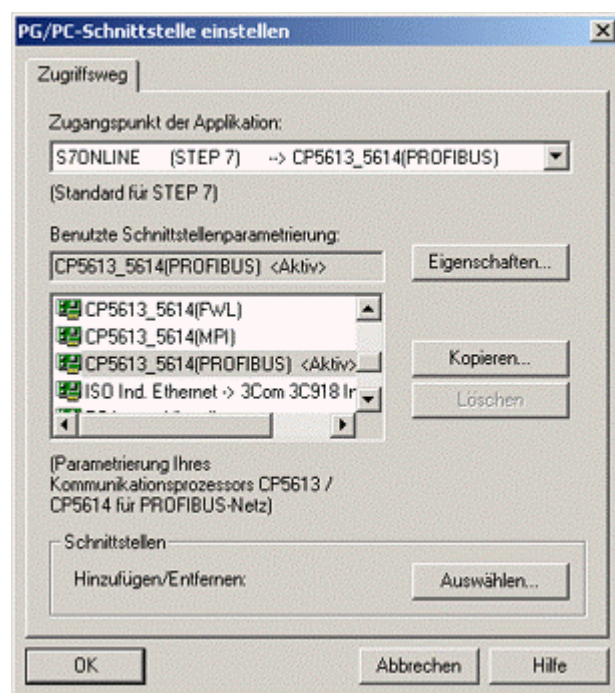 PG/PC-Schnittstelle einstellen
Zugriffsweg
Zugangspunkt der Applikation:
S7ONLINE (STEP 7) --> CP5613_5614(PROFIBUS)
(Standard für STEP 7)
Benutzte Schnittstellenparametrierung:
CP5613_5614(PROFIBUS) <Aktiv>
Eigenschaften...
CP5613_5614(FWL)
CP5613_5614(MPI)
CP5613_5614(PROFIBUS) <Aktiv>
Kopieren...
ISO Ind. Ethernet -> 3Com 3C918 In
Löschen
(Parametrierung Ihres
Kommunikationsprozessors CP5613 /
CP5614 für PROFIBUS-Netz)
Schnittstellen
Hinzufügen/Entfernen:
Auswählen...
OK
Abbrechen
Hilfe